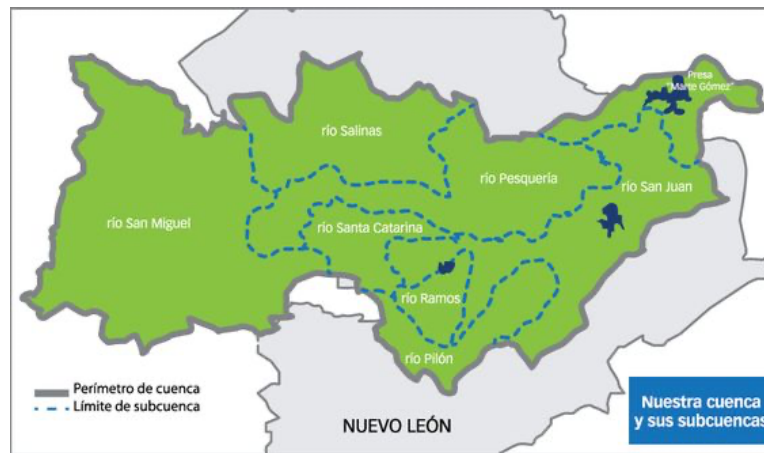 Presa
"Marte Gómez"
río Salinas
río Pesquería
río San Juan
río San Miguel
río Santa Catarina
río Ramos
río Pilón
Perímetro de cuenca
Límite de subcuenca
NUEVO LEÓN
Nuestra cuenca
y sus subcuencas